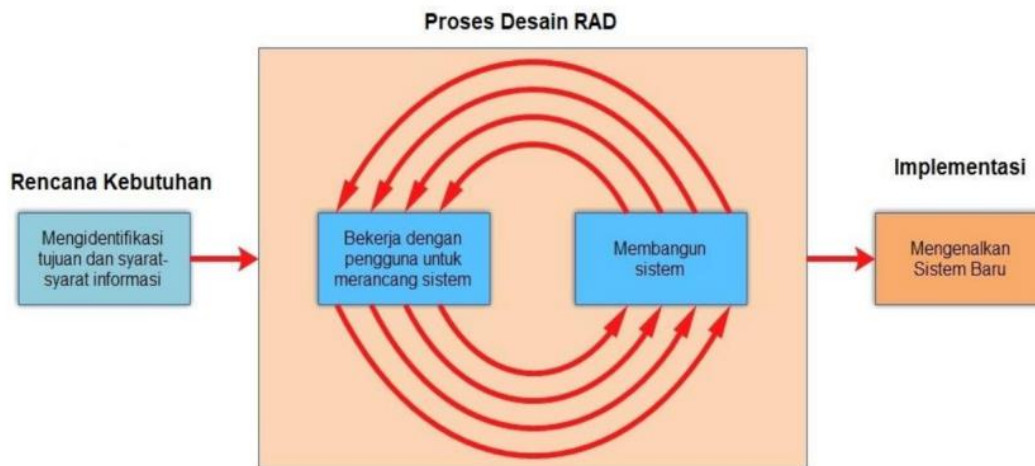 Proses Desain RAD
Rencana Kebutuhan
Mengidentifikasi
tujuan dan syarat-
syarat informasi
Bekerja dengan
pengguna untuk
merancang sistem
Membangun
sistem
Implementasi
Mengenalkan
Sistem Baru